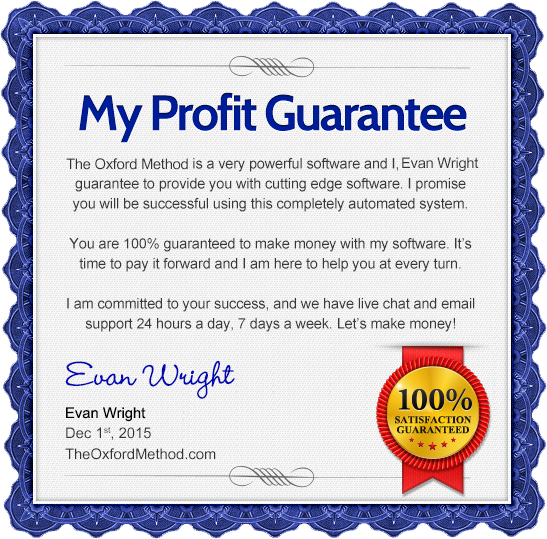 My Profit Guarantee
The Oxford Method is a very powerful software and I, Evan Wright
guarantee to provide you with cutting edge software. I promise
you will be successful using this completely automated system.
You are 100% guaranteed to make money with my software. It's
time to pay it forward and I am here to help you at every turn.
I am committed to your success, and we have live chat and email
support 24 hours a day, 7 days a week. Let's make money!
Evan Wright
Evan Wright
Dec 1st, 2015
TheOxfordMethod.com
100%
SATISFACTION
GUARANTEED